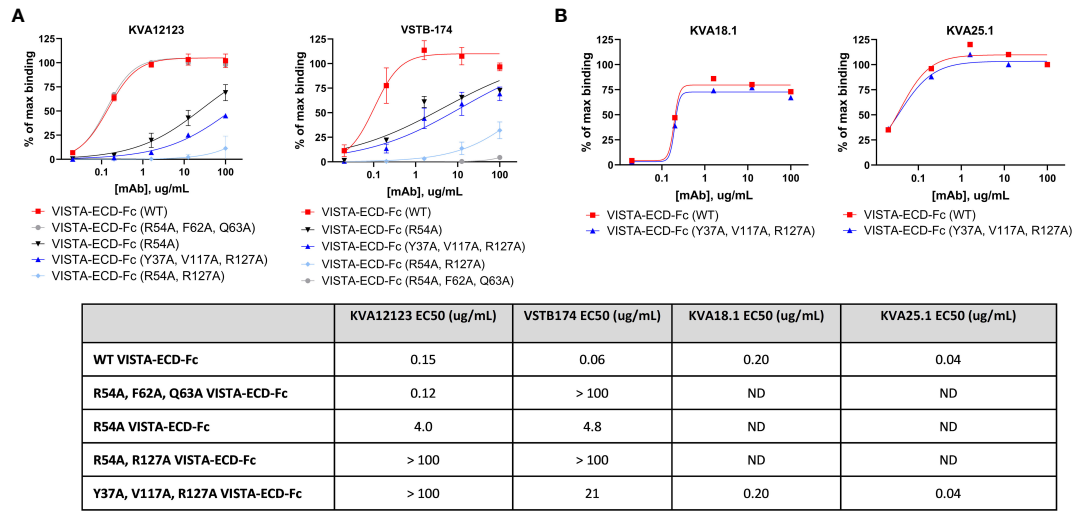 A
B
KVA12123
% of max binding
125
100
75
50
25
0
0.1
1
10
100
[mAb], ug/mL
VISTA-ECD-Fc (WT)
VISTA-ECD-Fc (R54A, F62A, Q63A)
VISTA-ECD-Fc (R54A)
VISTA-ECD-Fc (Y37A, V117A, R127A)
VISTA-ECD-Fc (R54A, R127A)
VSTB-174
% of max binding
125
100
75
50
25
0
0.1
1
10
100
[mAb], ug/mL
VISTA-ECD-Fc (WT)
VISTA-ECD-Fc (R54A)
VISTA-ECD-Fc (Y37A, V117A, R127A)
VISTA-ECD-Fc (R54A, R127A)
VISTA-ECD-Fc (R54A, F62A, Q63A)
KVA18.1
% of max binding
125
100
75
50
25
0
0.1
1
10
100
[mAb], ug/mL
VISTA-ECD-Fc (WT)
VISTA-ECD-Fc (Y37A, V117A, R127A)
KVA25.1
% of max binding
125
100
75
50
25
0
0.1
1
10
100
[mAb], ug/mL
VISTA-ECD-Fc (WT)
VISTA-ECD-Fc (Y37A, V117A, R127A)
KVA12123 EC50 (ug/mL) VSTB174 EC50 (ug/mL) KVA18.1 EC50 (ug/mL) KVA25.1 EC50 (ug/mL)
WT VISTA-ECD-Fc 0.15 0.06 0.20 0.04
R54A, F62A, Q63A VISTA-ECD-Fc 0.12 > 100 ND ND
R54A VISTA-ECD-Fc 4.0 4.8 ND ND
R54A, R127A VISTA-ECD-Fc > 100 > 100 ND ND
Y37A, V117A, R127A VISTA-ECD-Fc > 100 21 0.20 0.04